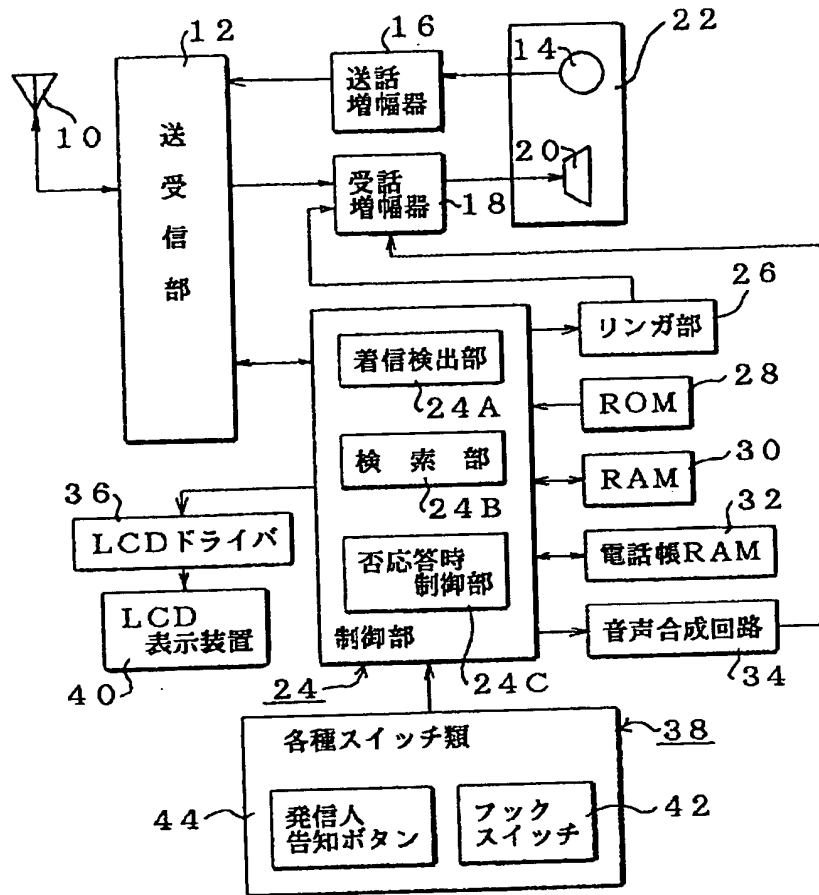 12
16
22
14
送話
増幅器
10
送受信部
20
受話
増幅器
18
26
リンガ部
着信検出部
24A
28
ROM
検索部
24B
30
RAM
36
LCDドライバ
32
電話帳RAM
否応答時
制御部
LCD
表示装置
40
制御部
音声合成回路
34
24
24C
各種スイッチ類
38
44
発信人
告知ボタン
フック
スイッチ
42